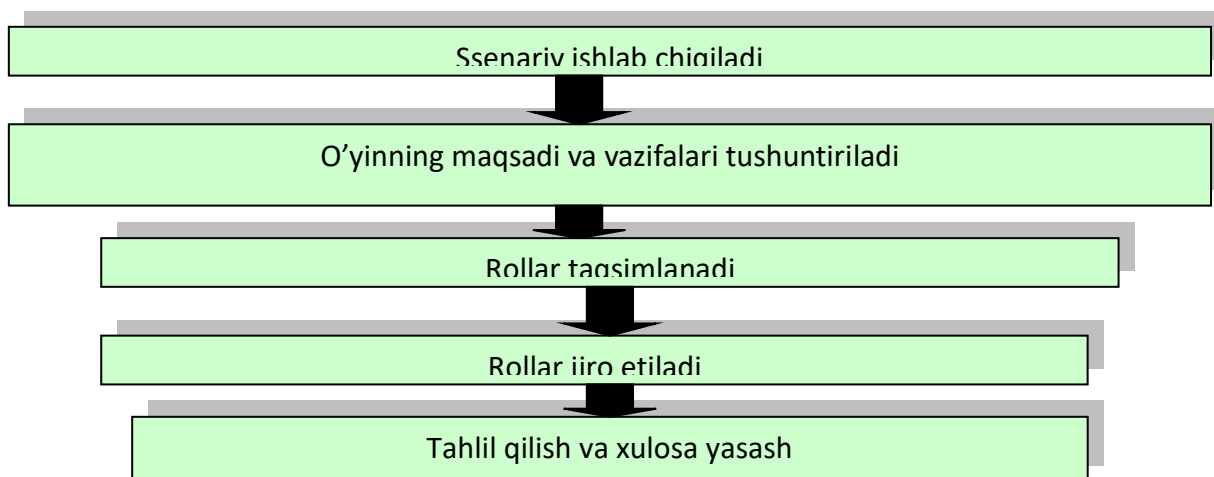 Ssenariy ishlab chiqiladi
O'yinning maqsadi va vazifalari tushuntiriladi
Rollar taqsimlanadi
Rollar ijro etiladi
Tahlil qilish va xulosa yasash